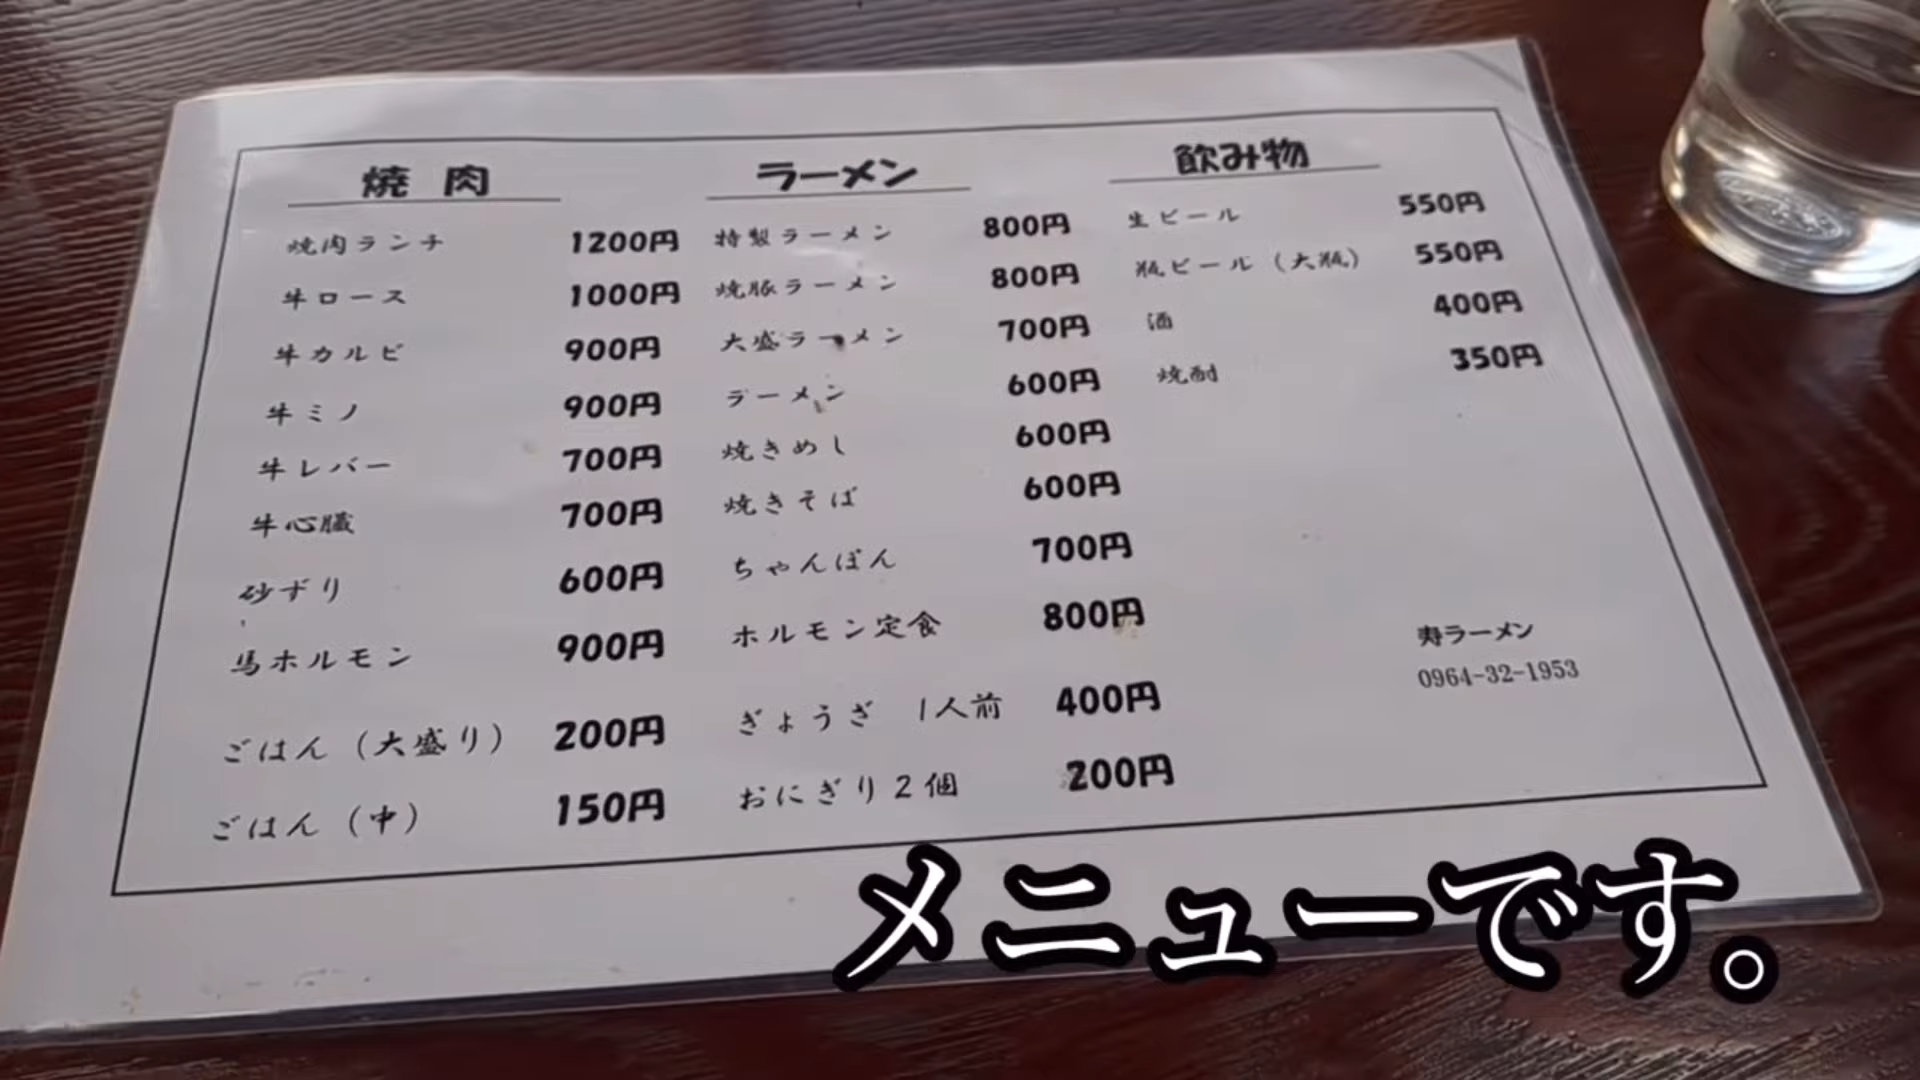 焼肉
焼肉ランチ 1200円
牛ロース 1000円
牛カルビ 900円
牛ミノ 900円
牛レバー 700円
牛心臓 700円
砂ずり 600円
馬ホルモン 900円
ごはん（大盛り） 200円
ごはん（中） 150円
ラーメン
特製ラーメン 800円
焼豚ラーメン 800円
大盛ラーメン 700円
ラーメン 600円
焼きめし 600円
焼きそば 600円
ちゃんぽん 700円
ホルモン定食 800円
ぎょうざ 1人前 400円
おにぎり2個 200円
飲み物
生ビール 550円
瓶ビール（大瓶） 550円
酒 400円
焼酎 350円
寿ラーメン
0964-32-1953
メニューです。